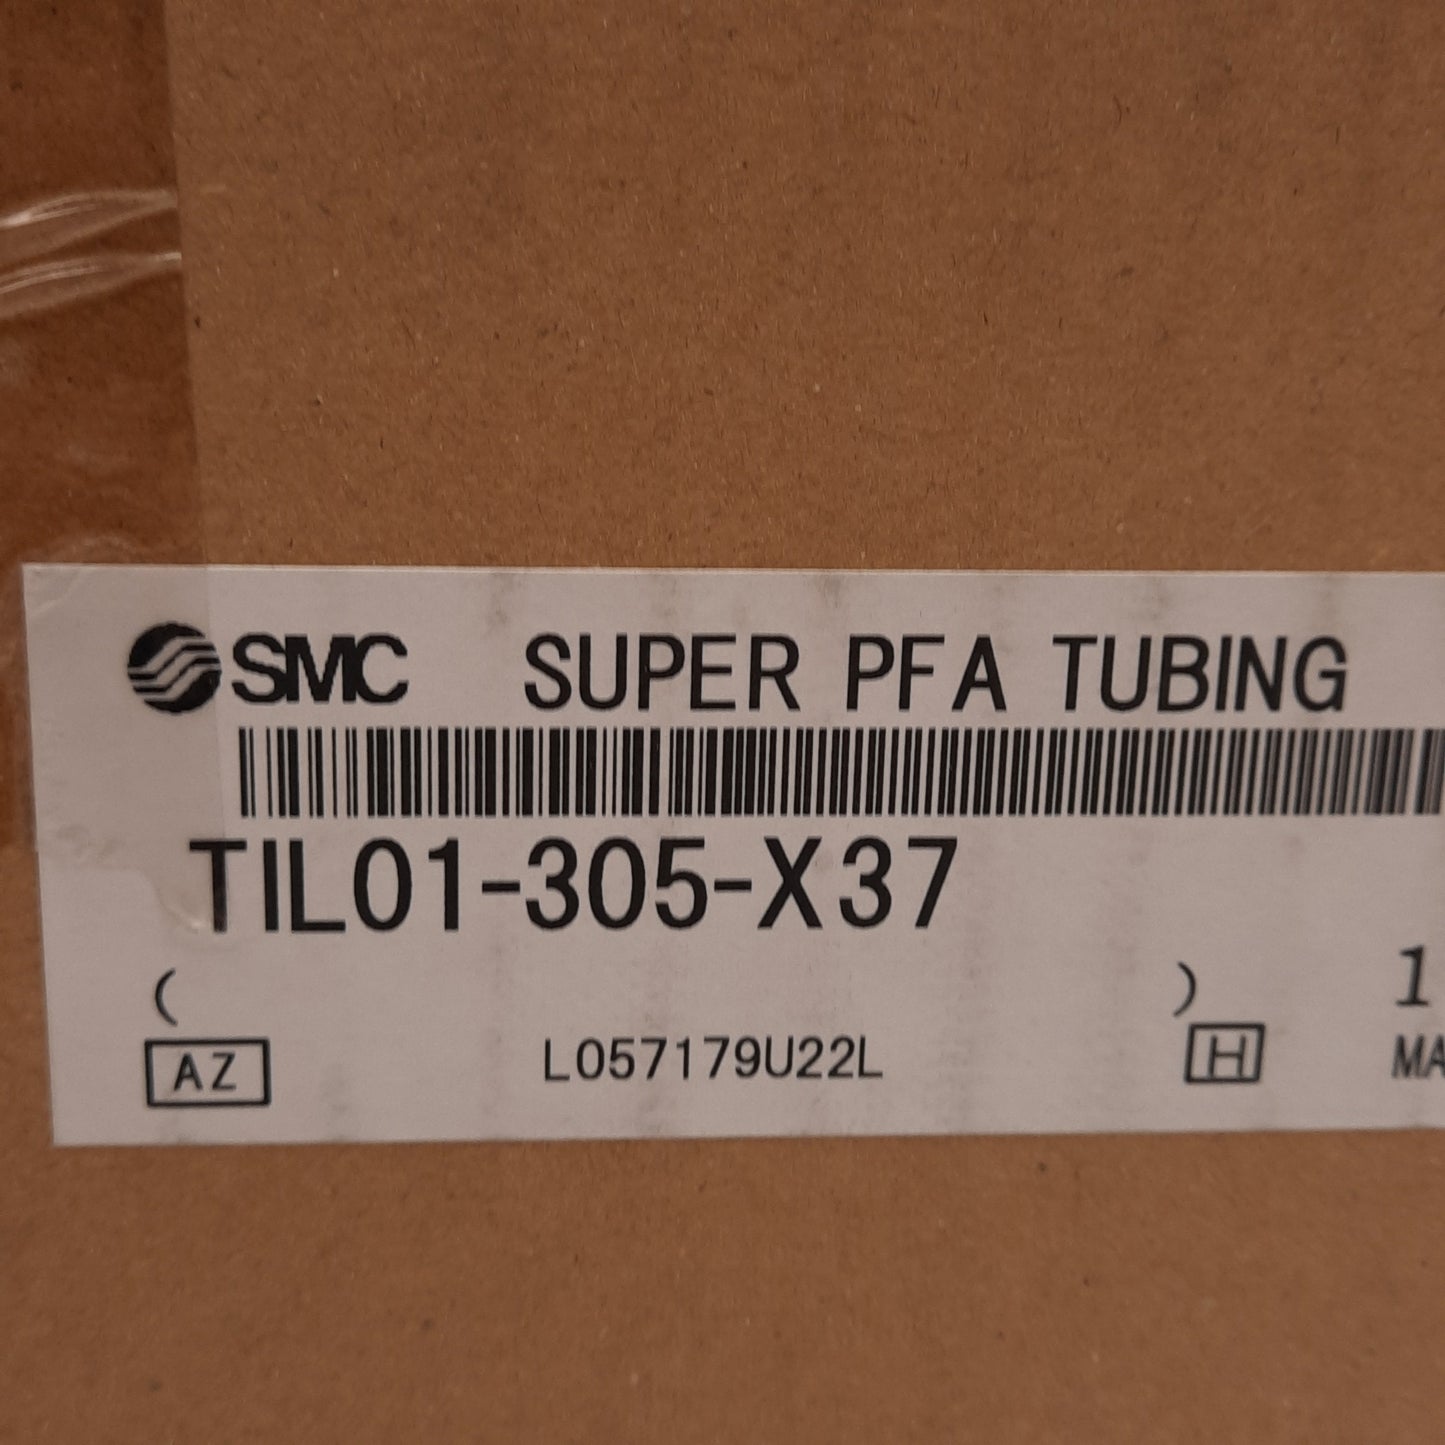 SMC SUPER PFA TUBING
TIL01-305-X37
( ) 1
AZ L057179U22L H MA